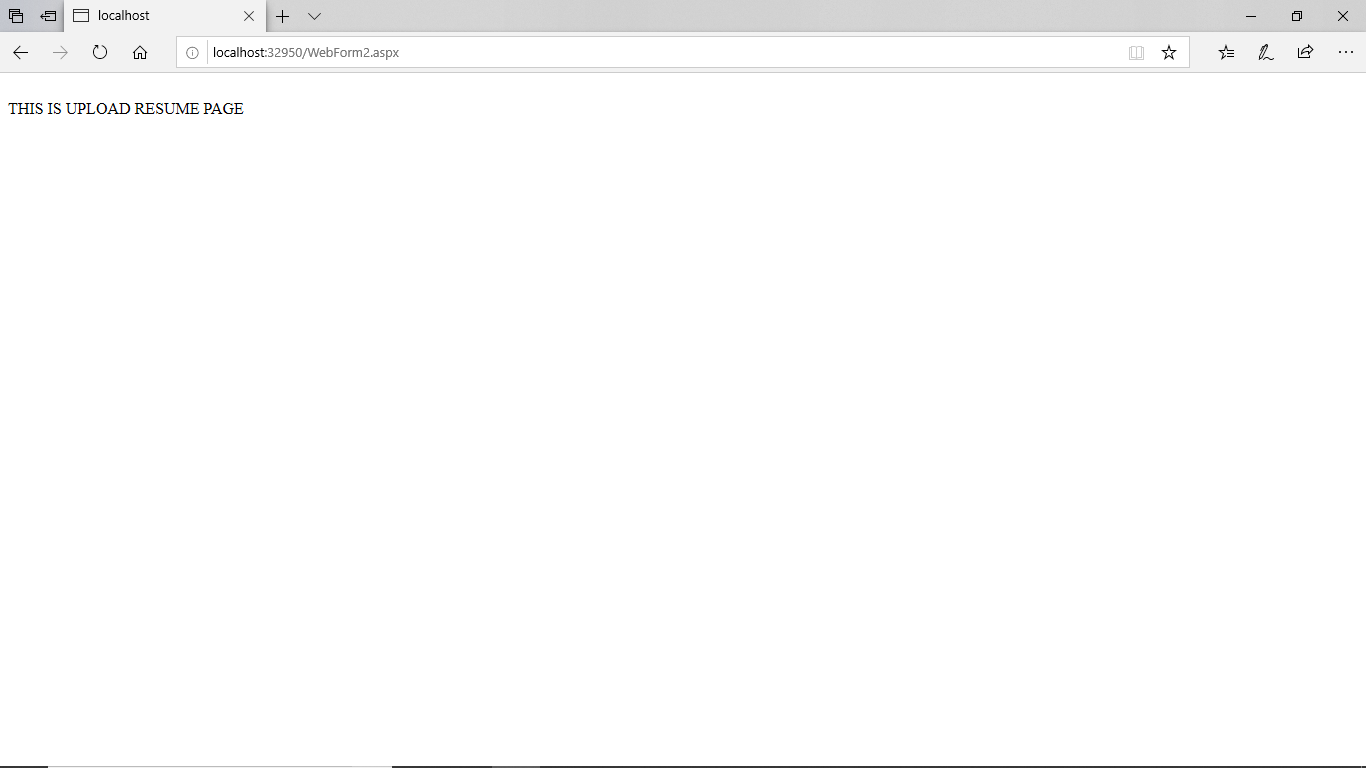 localhost
localhost:32950/WebForm2.aspx
THIS IS UPLOAD RESUME PAGE